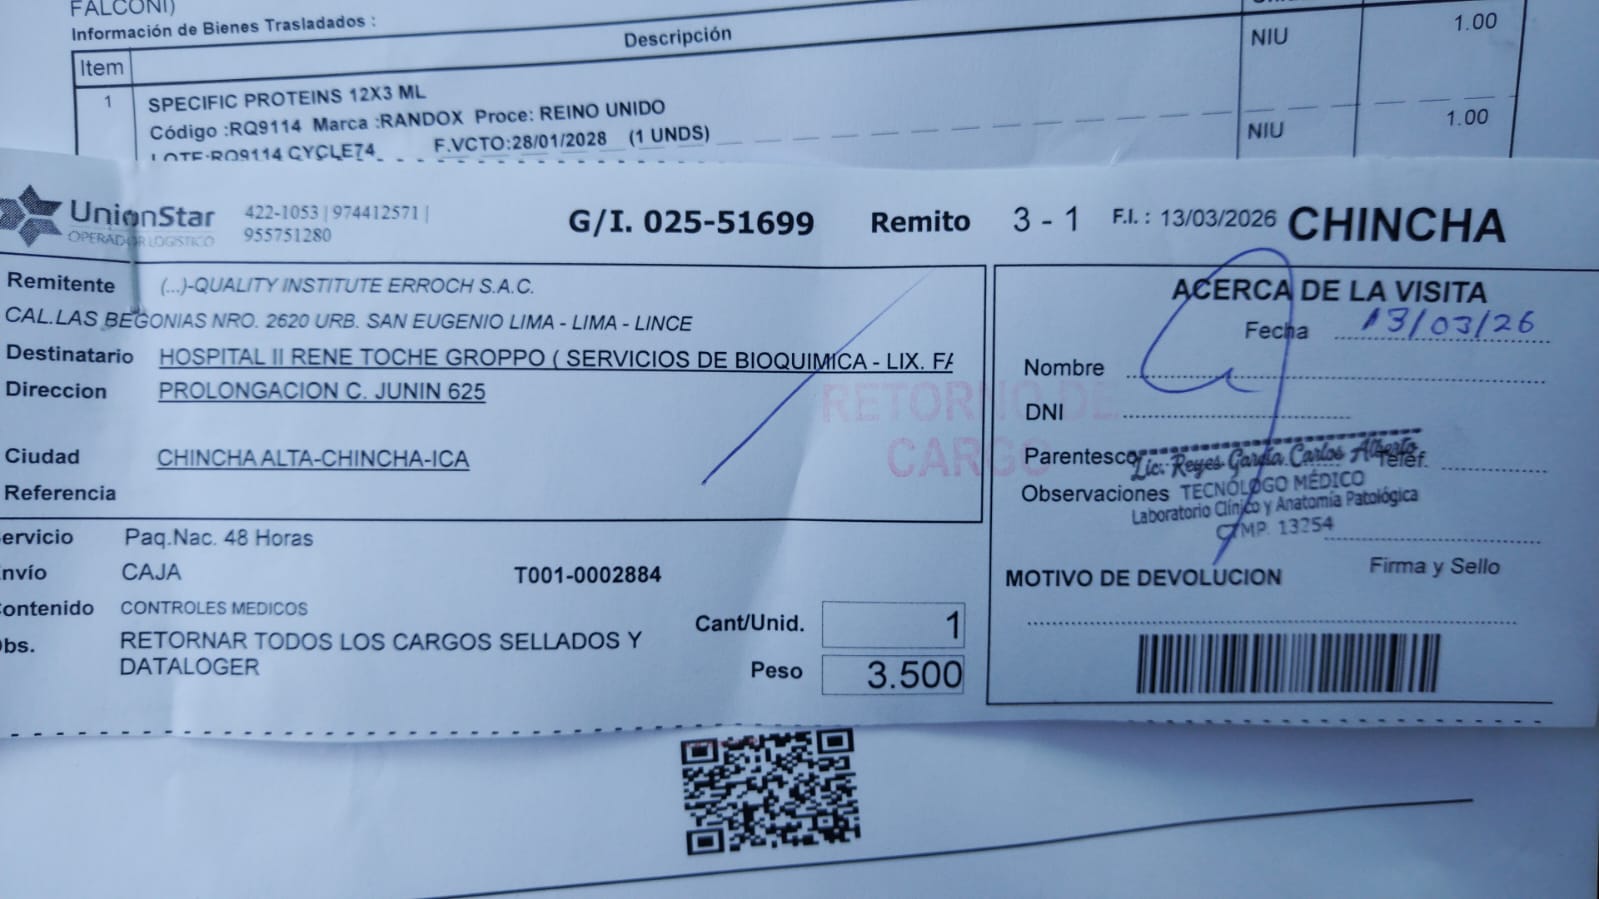 FALCONI)
Información de Bienes Trasladados :
Item Descripción
1 SPECIFIC PROTEINS 12X3 ML NIU 1.00
Código :RQ9114 Marca :RANDOX Proce: REINO UNIDO
LOTE:RQ9114 CYCLE74 F.VCTO:28/01/2028 (1 UNDS) NIU 1.00
UnionStar
OPERADOR LOGISTICO
422-1053 | 974412571 |
955751280
G/I. 025-51699 Remito 3 - 1 F.I. : 13/03/2026 CHINCHA
Remitente (...)-QUALITY INSTITUTE ERROCH S.A.C.
CAL.LAS BEGONIAS NRO. 2620 URB. SAN EUGENIO LIMA - LIMA - LINCE
Destinatario HOSPITAL II RENE TOCHE GROPPO ( SERVICIOS DE BIOQUIMICA - LIX. FA
Direccion PROLONGACION C. JUNIN 625
RETORNO DE
CARGO
Ciudad CHINCHA ALTA-CHINCHA-ICA
Referencia
ervicio Paq.Nac. 48 Horas
nvío CAJA T001-0002884
ontenido CONTROLES MEDICOS
bs. RETORNAR TODOS LOS CARGOS SELLADOS Y
DATALOGER
Cant/Unid. 1
Peso 3.500
ACERCA DE LA VISITA
Fecha 13/03/26
Nombre
DNI
Parentesco Teléf.
Lic. Reyes García Carlos Alberto
Observaciones TECNÓLOGO MÉDICO
Laboratorio Clínico y Anatomía Patológica
CTMP. 13254
Firma y Sello
MOTIVO DE DEVOLUCION